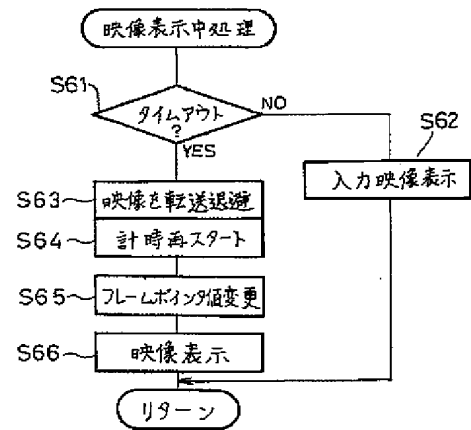 映像表示中処理
S61
タイムアウト
?
NO
YES
S62
入力映像表示
S63
映像を転送退避
S64
計時再スタート
S65
フレームポインタ値変更
S66
映像表示
リターン